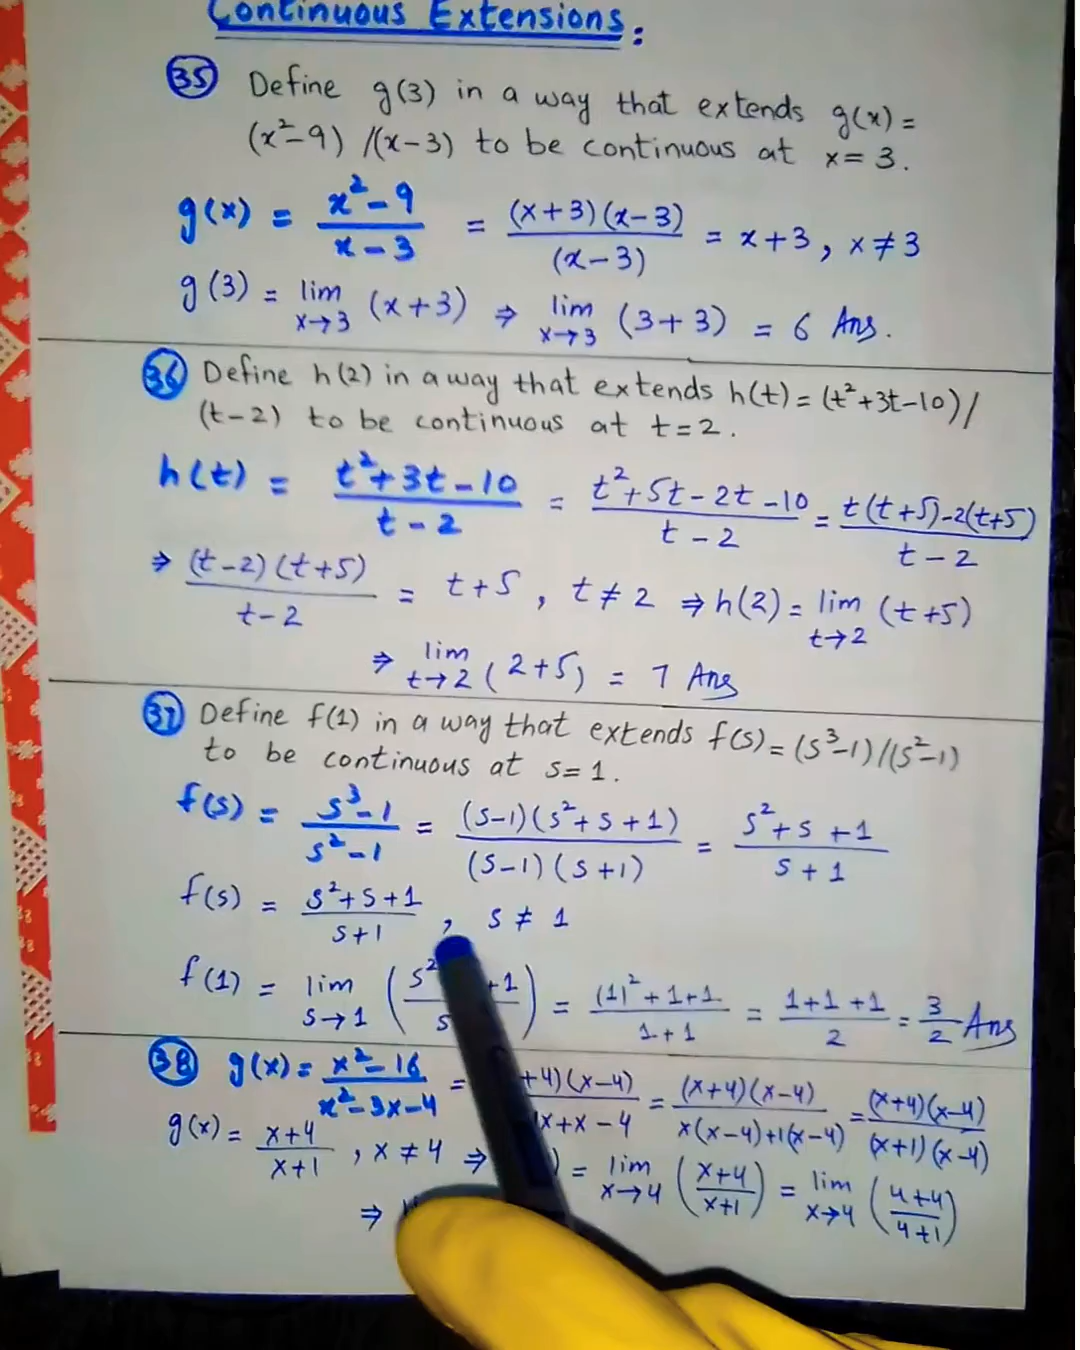 Continuous Extensions:
35 Define g(3) in a way that extends g(x) =
(x²-9) /(x-3) to be continuous at x = 3.
g(x) = x²-9 / x-3 = (x+3)(x-3) / (x-3) = x+3, x≠3
g(3) = lim x→3 (x+3) ⇒ lim x→3 (3+3) = 6 Ans.
36 Define h(2) in a way that extends h(t) = (t²+3t-10)/
(t-2) to be continuous at t=2.
h(t) = t²+3t-10 / t-2 = t²+5t-2t-10 / t-2 = t(t+5)-2(t+5) / t-2
⇒ (t-2)(t+5) / t-2 = t+5, t≠2 ⇒ h(2) = lim t→2 (t+5)
⇒ lim t→2 (2+5) = 7 Ans
37 Define f(1) in a way that extends f(s) = (s³-1)/(s²-1)
to be continuous at s=1.
f(s) = s³-1 / s²-1 = (s-1)(s²+s+1) / (s-1)(s+1) = s²+s+1 / s+1
f(s) = s²+s+1 / s+1, s≠1
f(1) = lim s→1 (s² +1 / s ) = (1)²+1+1 / 1+1 = 1+1+1 / 2 = 3/2 Ans
38 g(x) = x²-16 / x²-3x-4 = +4)(x-4) / x+x-4 = (x+4)(x-4) / x(x-4)+1(x-4) = (x+4)(x-4) / (x+1)(x-4)
g(x) = x+4 / x+1, x≠4 ⇒ ) = lim x→4 (x+4 / x+1) = lim x→4 (4+4 / 4+1)
⇒